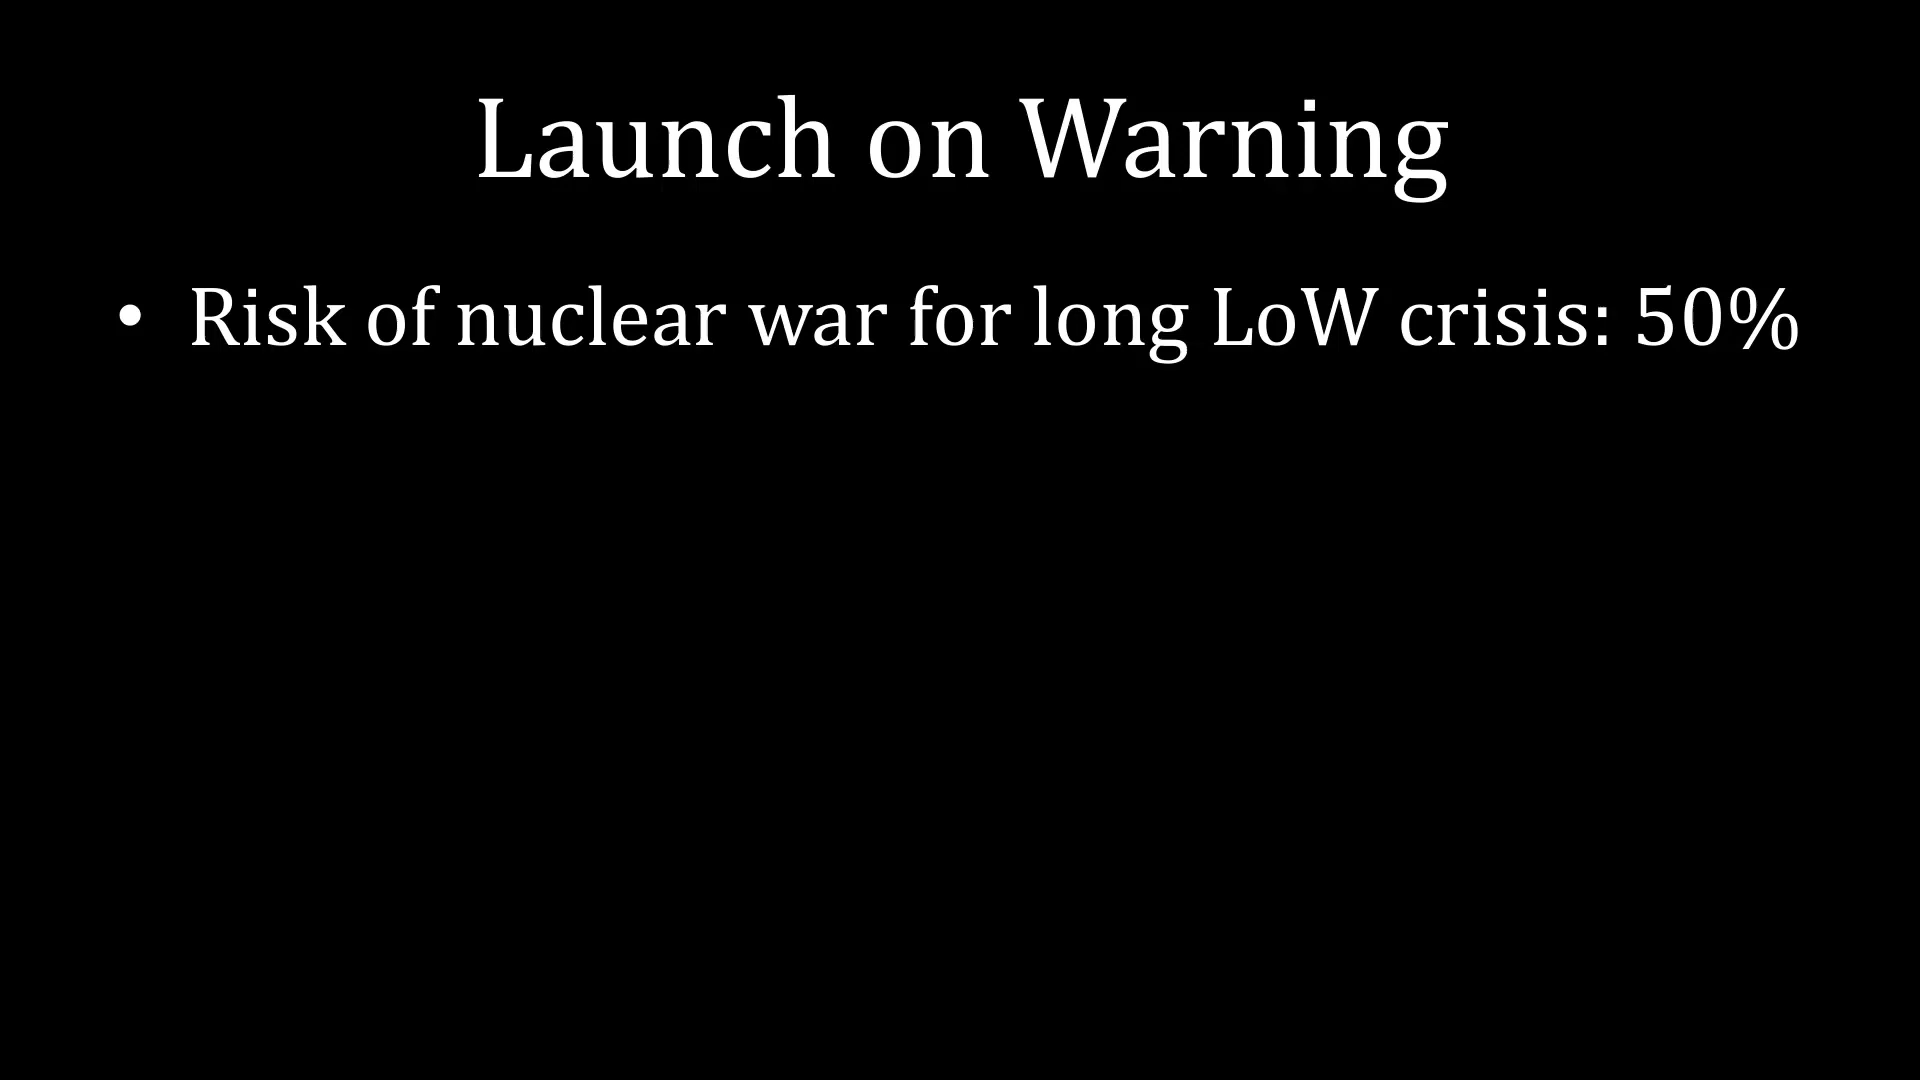 Launch on Warning
• Risk of nuclear war for long LoW crisis: 50%